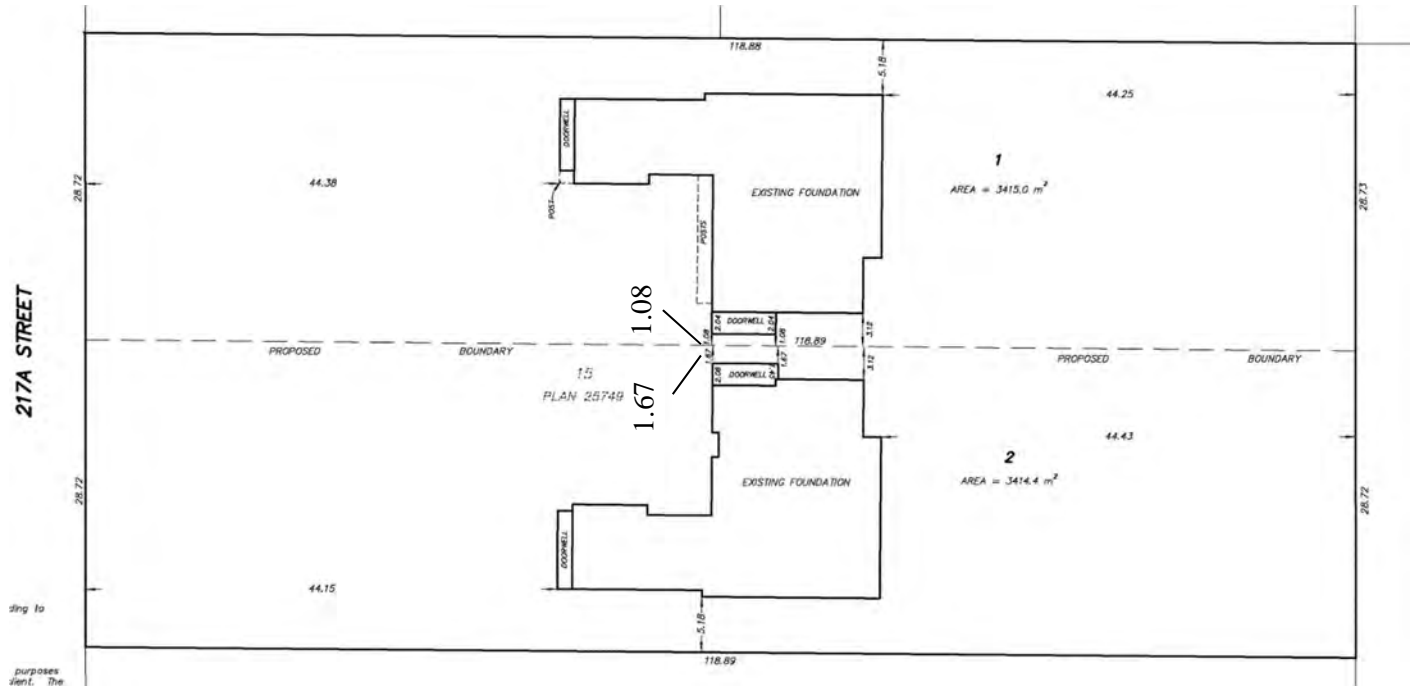 118.88
5.18
44.25
DOORWELL
1
AREA = 3415.0 m²
28.72
44.38
POST
EXISTING FOUNDATION
28.73
POSTS
217A STREET
1.08
2.04
DOORWELL
2.04
3.12
1.08
1.08
118.89
PROPOSED BOUNDARY
PROPOSED BOUNDARY
1.67
1.67
3.12
15
PLAN 25749
2.08
DOORWELL
1.67
44.43
2
AREA = 3414.4 m²
EXISTING FOUNDATION
28.72
28.72
DOORWELL
44.15
ding to
5.18
118.89
purposes
client. The